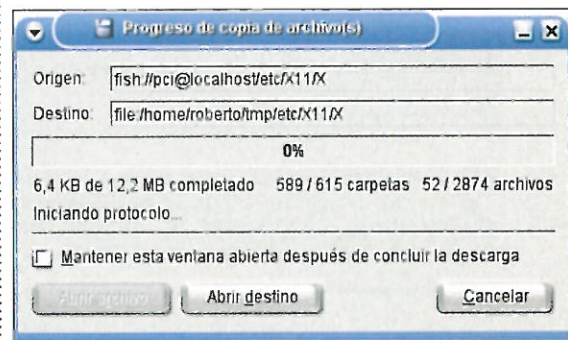 Progreso de copia de archivo(s)
Origen: fish://pci@localhost/etc/X11/X
Destino: file:/home/roberto/tmp/etc/X11/X
0%
6,4 KB de 12,2 MB completado 589 / 615 carpetas 52 / 2874 archivos
Iniciando protocolo...
Mantener esta ventana abierta después de concluir la descarga
Abrir archivo Abrir destino Cancelar